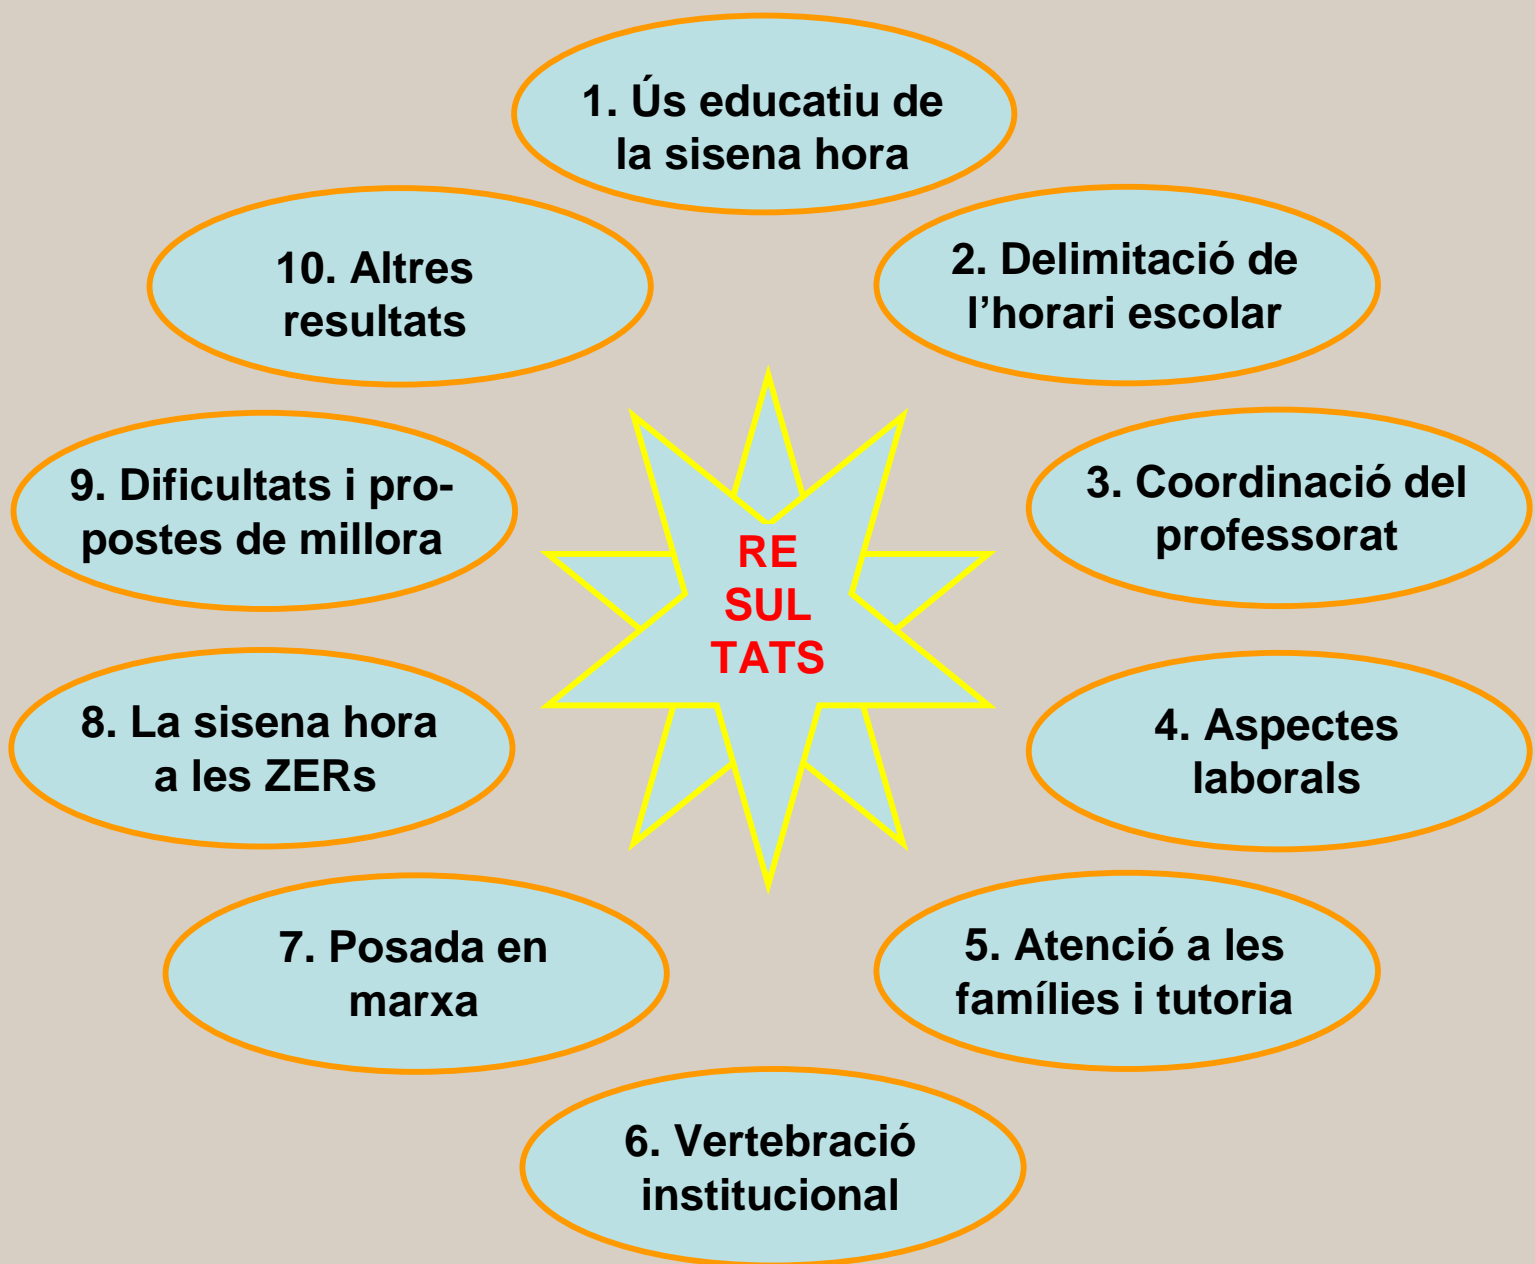 1. Ús educatiu de
la sisena hora
2. Delimitació de
l’horari escolar
3. Coordinació del
professorat
4. Aspectes
laborals
5. Atenció a les
famílies i tutoria
6. Vertebració
institucional
7. Posada en
marxa
8. La sisena hora
a les ZERs
9. Dificultats i pro-
postes de millora
10. Altres
resultats
RE
SUL
TATS